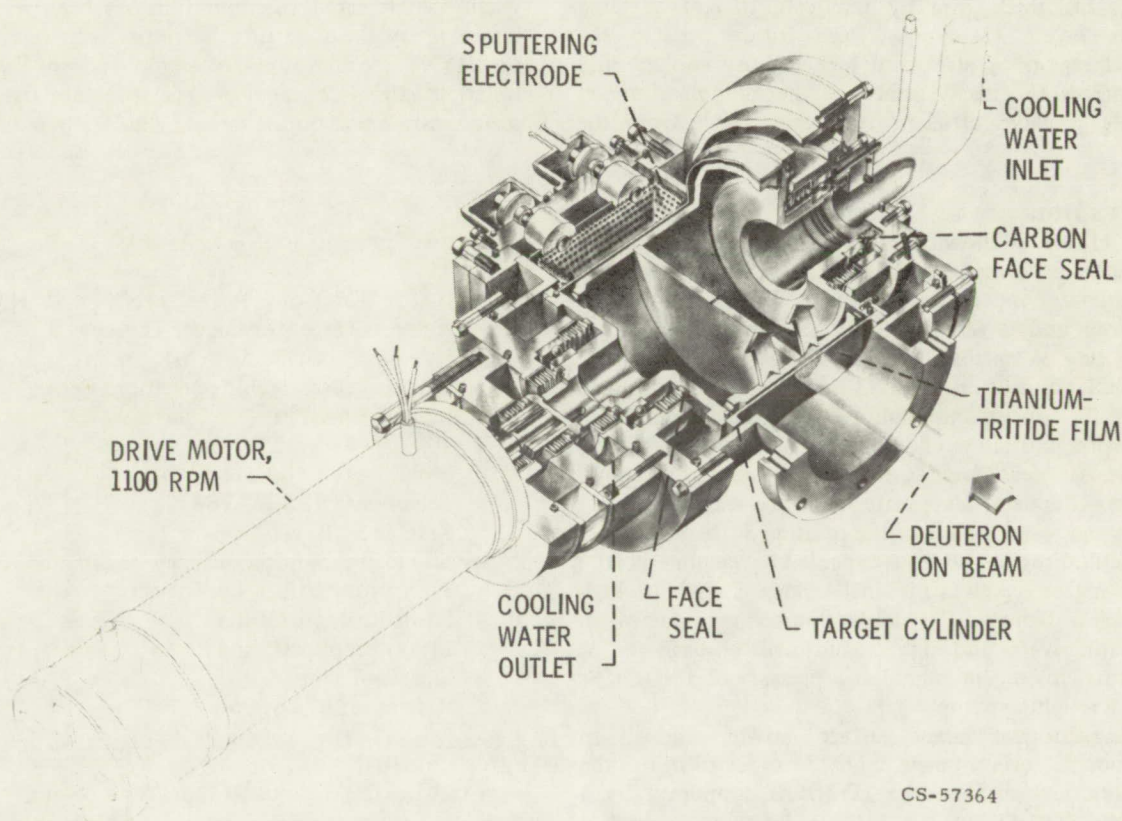 SPUTTERING
ELECTRODE
COOLING
WATER
INLET
CARBON
FACE SEAL
TITANIUM-
TRITIDE FILM
DRIVE MOTOR,
1100 RPM
DEUTERON
ION BEAM
COOLING
WATER
OUTLET
FACE
SEAL
TARGET CYLINDER
CS-57364